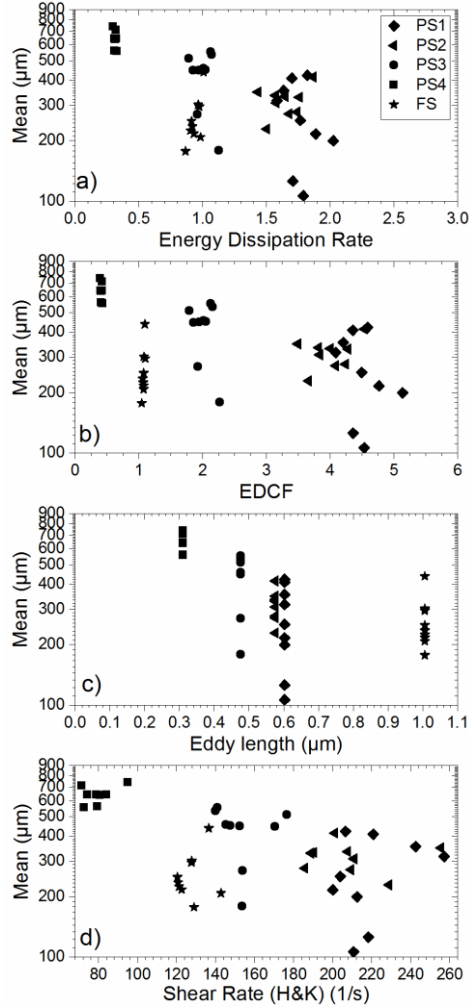 900
800
700
600
500
400
300
200
100
Mean (µm)
PS1
PS2
PS3
PS4
FS
a)
0.0 0.5 1.0 1.5 2.0 2.5 3.0
Energy Dissipation Rate
900
800
700
600
500
400
300
200
100
Mean (µm)
b)
0 1 2 3 4 5 6
EDCF
900
800
700
600
500
400
300
200
100
Mean (µm)
c)
0.0 0.1 0.2 0.3 0.4 0.5 0.6 0.7 0.8 0.9 1.0 1.1
Eddy length (µm)
900
800
700
600
500
400
300
200
100
Mean (µm)
d)
80 100 120 140 160 180 200 220 240 260
Shear Rate (H&K) (1/s)